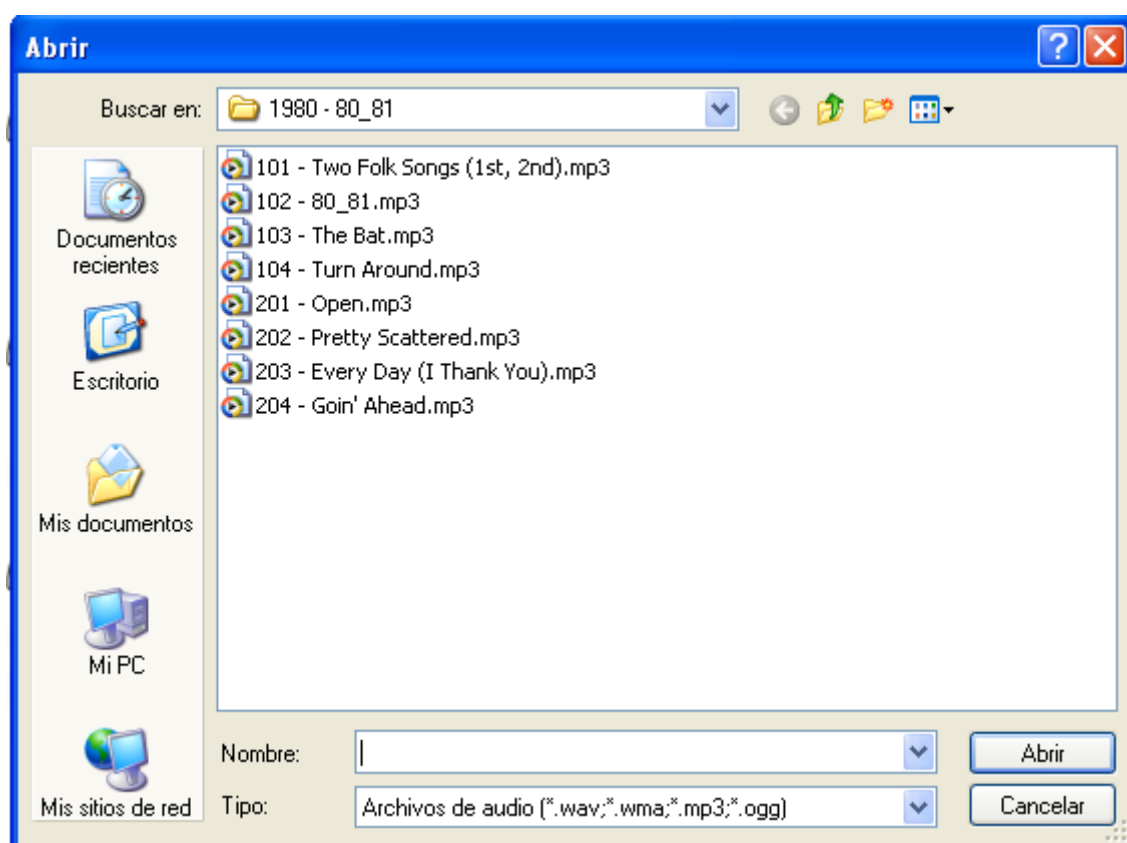 Abrir
Buscar en: 1980 - 80_81
101 - Two Folk Songs (1st, 2nd).mp3
102 - 80_81.mp3
103 - The Bat.mp3
104 - Turn Around.mp3
201 - Open.mp3
202 - Pretty Scattered.mp3
203 - Every Day (I Thank You).mp3
204 - Goin' Ahead.mp3
Documentos
recientes
Escritorio
Mis documentos
Mi PC
Mis sitios de red
Nombre:
Abrir
Tipo: Archivos de audio (*.wav;*.wma;*.mp3;*.ogg)
Cancelar